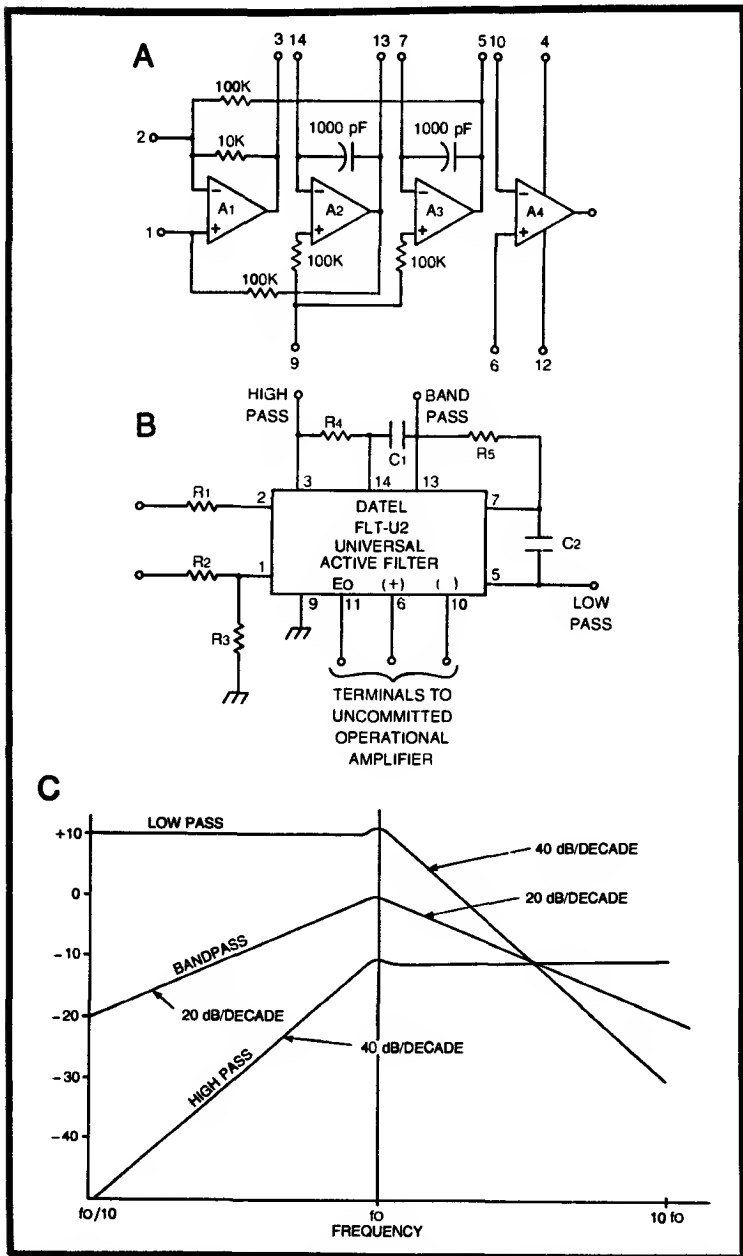 A
3 14 13 7 5 10 4
100K
1000 pF 1000 pF
2
10K
A1 A2 A3 A4
1
100K 100K
100K
9 6 12
B
HIGH PASS
BAND PASS
R4
C1
R5
3 14 13
R1
2
7
DATEL
FLT-U2
UNIVERSAL
ACTIVE FILTER
C2
R2
1
5
EO (+) ( )
9 11 6 10
LOW PASS
R3
TERMINALS TO
UNCOMMITTED
OPERATIONAL
AMPLIFIER
C
LOW PASS
+10
40 dB/DECADE
0
20 dB/DECADE
-10
BANDPASS
-20
20 dB/DECADE
40 dB/DECADE
HIGH PASS
-30
-40
fO/10 fO 10 fO
FREQUENCY